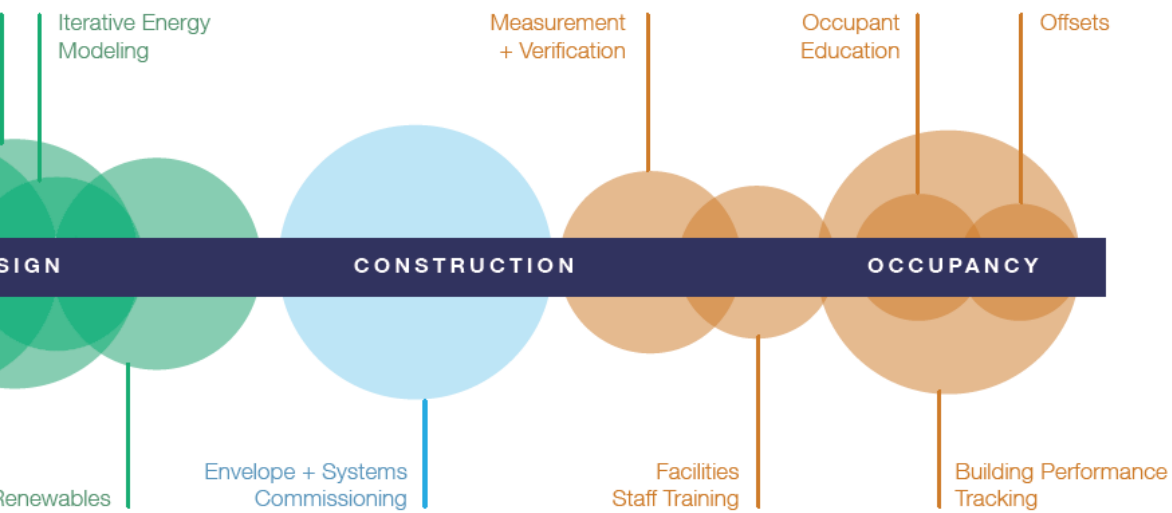 Iterative Energy
Modeling
Measurement
+ Verification
Occupant
Education
Offsets
SIGN
CONSTRUCTION
OCCUPANCY
Renewables
Envelope + Systems
Commissioning
Facilities
Staff Training
Building Performance
Tracking